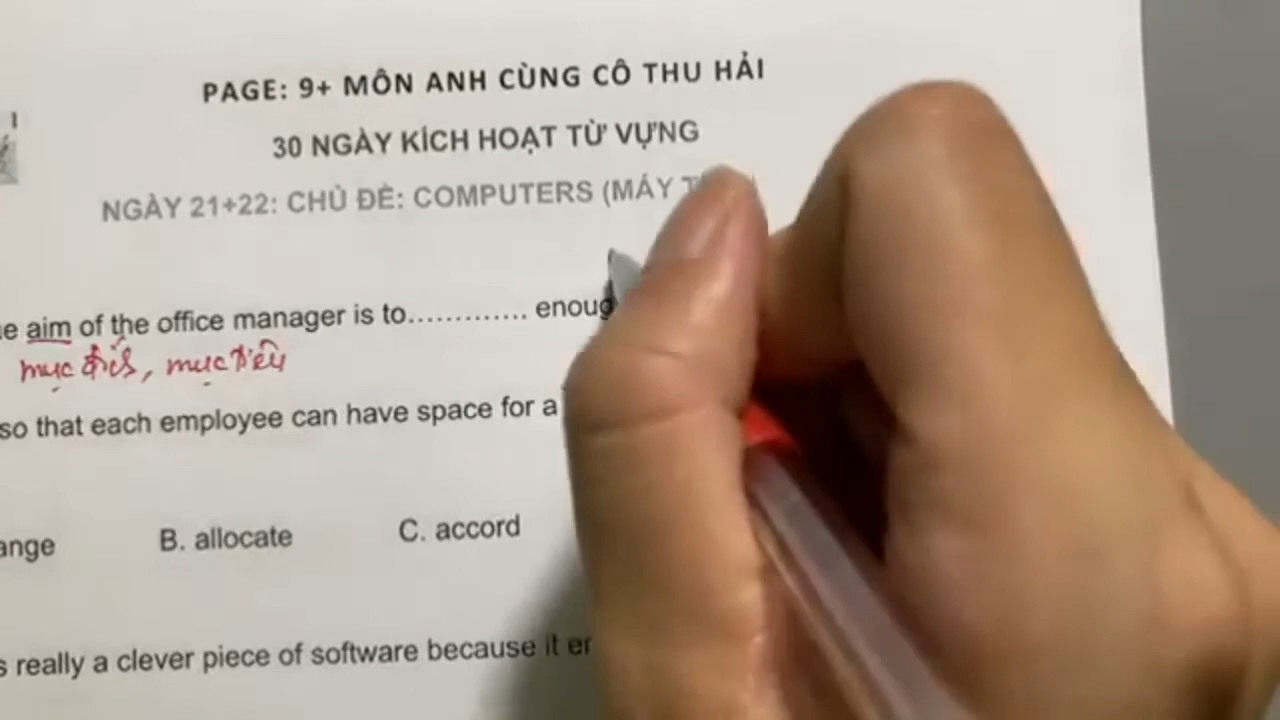 PAGE: 9+ MÔN ANH CÙNG CÔ THU HẢI
30 NGÀY KÍCH HOẠT TỪ VỰNG
NGÀY 21+22: CHỦ ĐỀ: COMPUTERS (MÁY
aim of the office manager is to............. enoug
mục đích, mục tiêu
so that each employee can have space for a
B. allocate C. accord
really a clever piece of software because it